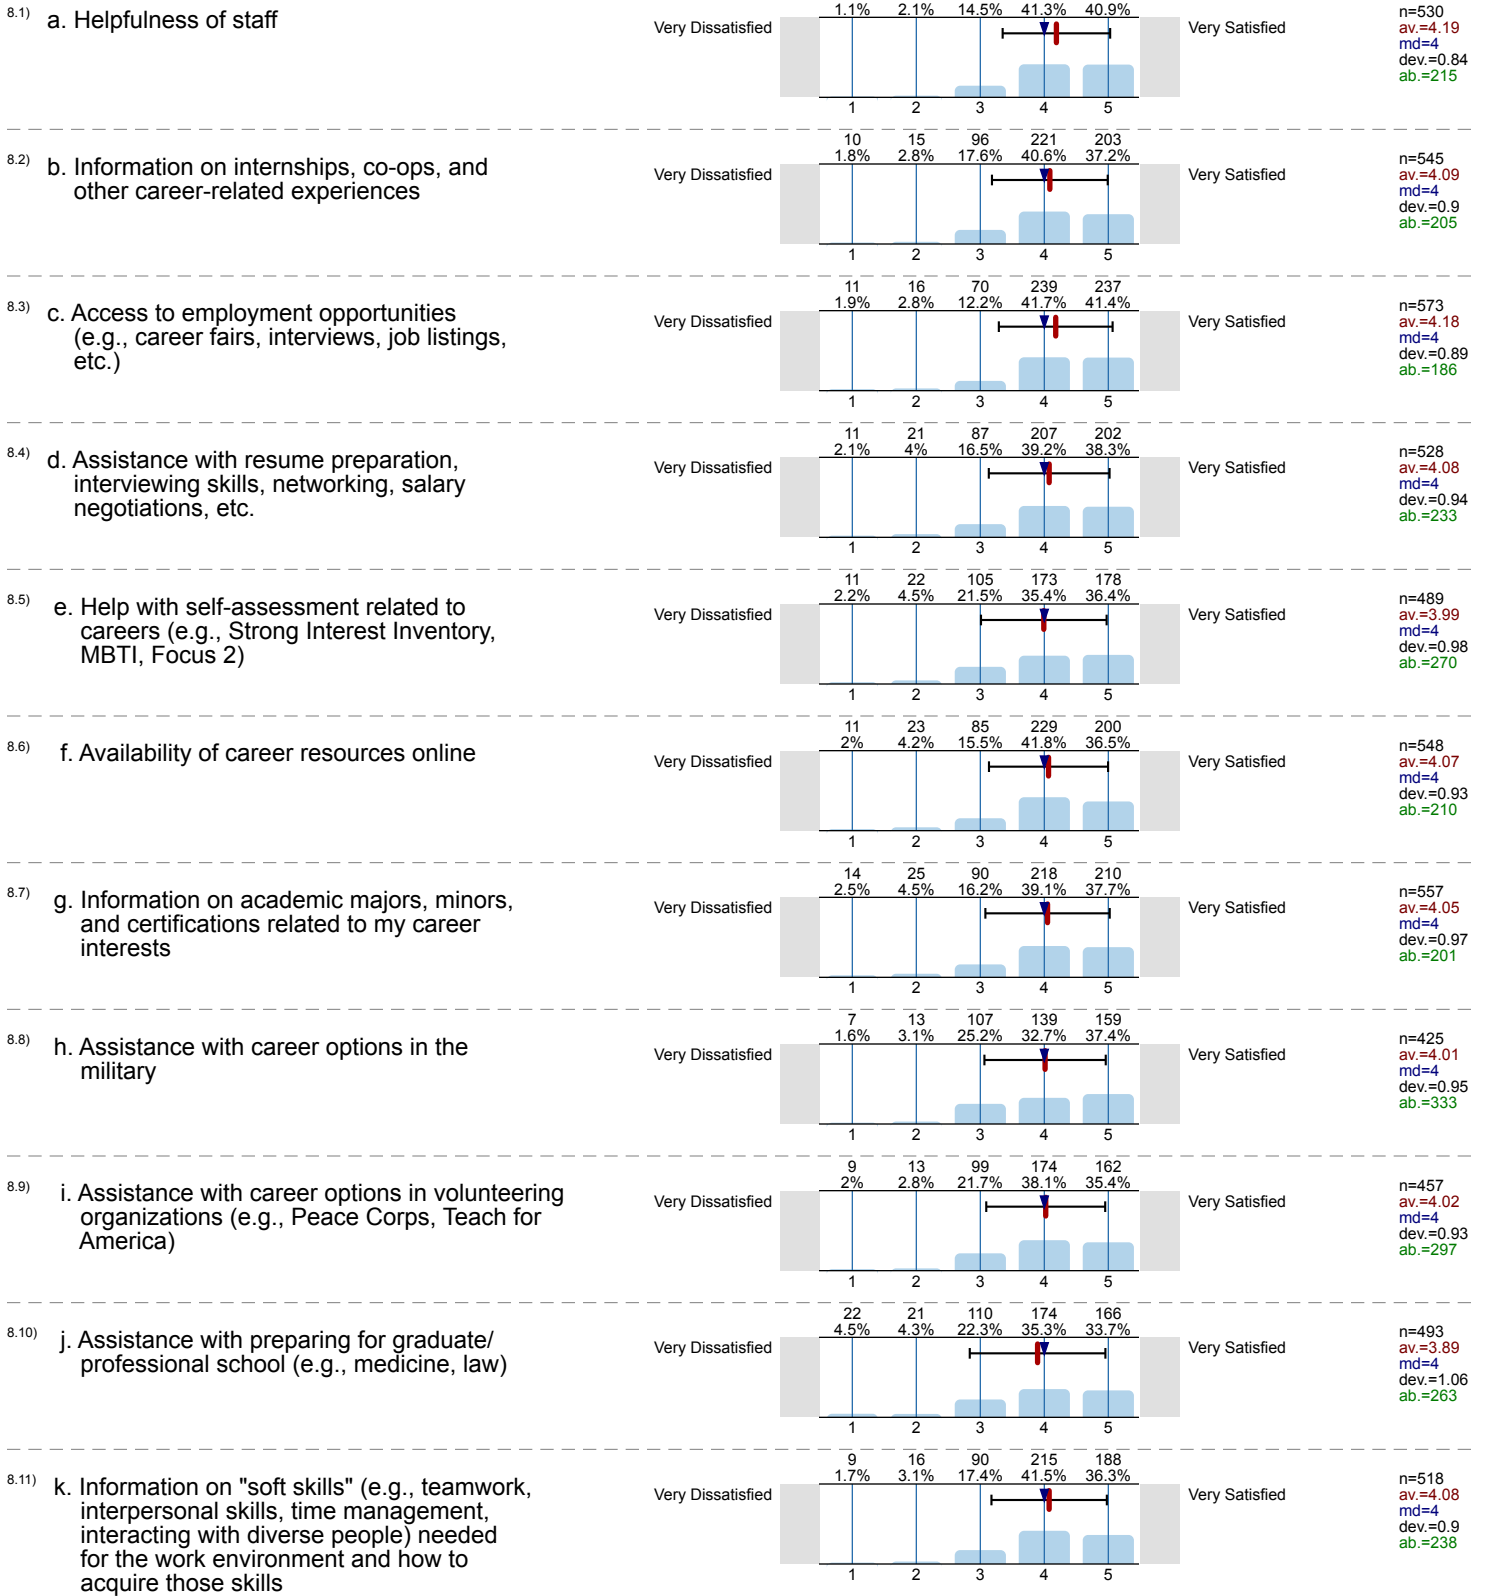 8.1) a. Helpfulness of staff
Very Dissatisfied
1.1% 2.1% 14.5% 41.3% 40.9%
1 2 3 4 5
Very Satisfied
n=530
av.=4.19
md=4
dev.=0.84
ab.=215
8.2) b. Information on internships, co-ops, and
other career-related experiences
Very Dissatisfied
10 15 96 221 203
1.8% 2.8% 17.6% 40.6% 37.2%
1 2 3 4 5
Very Satisfied
n=545
av.=4.09
md=4
dev.=0.9
ab.=205
8.3) c. Access to employment opportunities
(e.g., career fairs, interviews, job listings,
etc.)
Very Dissatisfied
11 16 70 239 237
1.9% 2.8% 12.2% 41.7% 41.4%
1 2 3 4 5
Very Satisfied
n=573
av.=4.18
md=4
dev.=0.89
ab.=186
8.4) d. Assistance with resume preparation,
interviewing skills, networking, salary
negotiations, etc.
Very Dissatisfied
11 21 87 207 202
2.1% 4% 16.5% 39.2% 38.3%
1 2 3 4 5
Very Satisfied
n=528
av.=4.08
md=4
dev.=0.94
ab.=233
8.5) e. Help with self-assessment related to
careers (e.g., Strong Interest Inventory,
MBTI, Focus 2)
Very Dissatisfied
11 22 105 173 178
2.2% 4.5% 21.5% 35.4% 36.4%
1 2 3 4 5
Very Satisfied
n=489
av.=3.99
md=4
dev.=0.98
ab.=270
8.6) f. Availability of career resources online
Very Dissatisfied
11 23 85 229 200
2% 4.2% 15.5% 41.8% 36.5%
1 2 3 4 5
Very Satisfied
n=548
av.=4.07
md=4
dev.=0.93
ab.=210
8.7) g. Information on academic majors, minors,
and certifications related to my career
interests
Very Dissatisfied
14 25 90 218 210
2.5% 4.5% 16.2% 39.1% 37.7%
1 2 3 4 5
Very Satisfied
n=557
av.=4.05
md=4
dev.=0.97
ab.=201
8.8) h. Assistance with career options in the
military
Very Dissatisfied
7 13 107 139 159
1.6% 3.1% 25.2% 32.7% 37.4%
1 2 3 4 5
Very Satisfied
n=425
av.=4.01
md=4
dev.=0.95
ab.=333
8.9) i. Assistance with career options in volunteering
organizations (e.g., Peace Corps, Teach for
America)
Very Dissatisfied
9 13 99 174 162
2% 2.8% 21.7% 38.1% 35.4%
1 2 3 4 5
Very Satisfied
n=457
av.=4.02
md=4
dev.=0.93
ab.=297
8.10) j. Assistance with preparing for graduate/
professional school (e.g., medicine, law)
Very Dissatisfied
22 21 110 174 166
4.5% 4.3% 22.3% 35.3% 33.7%
1 2 3 4 5
Very Satisfied
n=493
av.=3.89
md=4
dev.=1.06
ab.=263
8.11) k. Information on "soft skills" (e.g., teamwork,
interpersonal skills, time management,
interacting with diverse people) needed
for the work environment and how to
acquire those skills
Very Dissatisfied
9 16 90 215 188
1.7% 3.1% 17.4% 41.5% 36.3%
1 2 3 4 5
Very Satisfied
n=518
av.=4.08
md=4
dev.=0.9
ab.=238